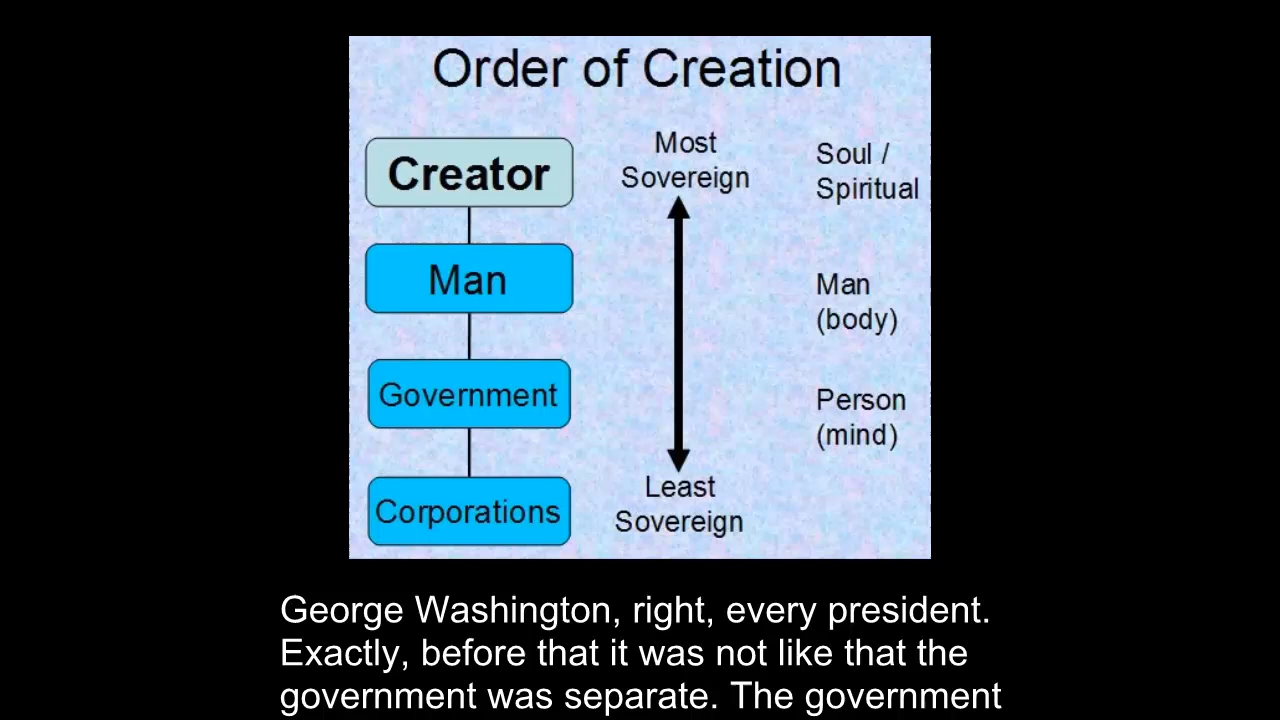 Order of Creation
Creator
Most
Sovereign
Soul /
Spiritual
Man
Man
(body)
Government
Person
(mind)
Corporations
Least
Sovereign
George Washington, right, every president.
Exactly, before that it was not like that the
government was separate. The government